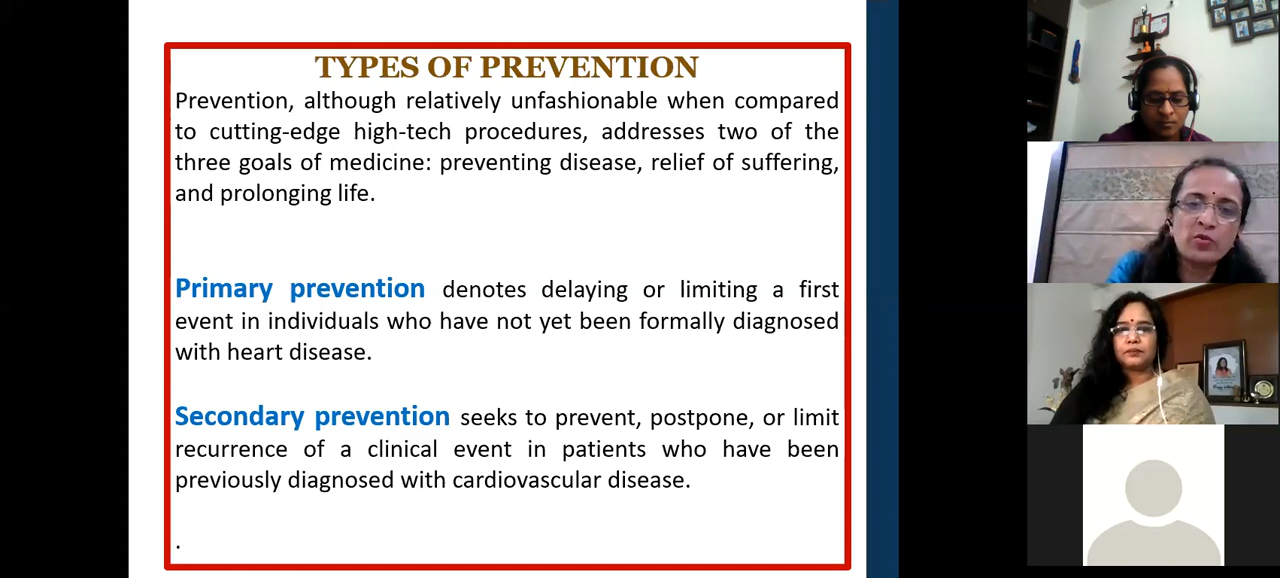 TYPES OF PREVENTION
Prevention, although relatively unfashionable when compared
to cutting-edge high-tech procedures, addresses two of the
three goals of medicine: preventing disease, relief of suffering,
and prolonging life.
Primary prevention denotes delaying or limiting a first
event in individuals who have not yet been formally diagnosed
with heart disease.
Secondary prevention seeks to prevent, postpone, or limit
recurrence of a clinical event in patients who have been
previously diagnosed with cardiovascular disease.
.